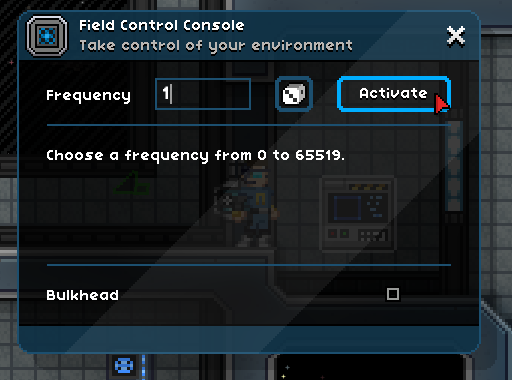 Field Control Console
Take control of your environment
Frequency 1 Activate
Choose a frequency from 0 to 65519.
Bulkhead